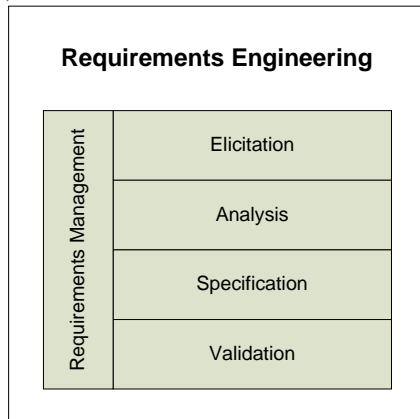 Requirements Engineering
Requirements Management
Elicitation
Analysis
Specification
Validation